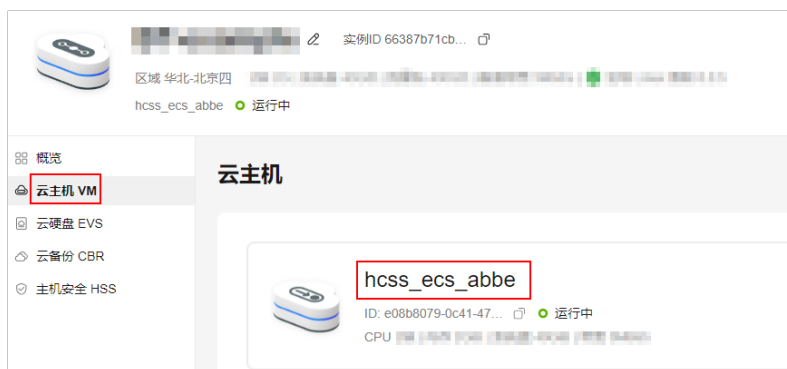 实例ID 66387b71cb...
区域 华北-北京四
hcss_ecs_abbe 运行中
概览
云主机 VM
云硬盘 EVS
云备份 CBR
主机安全 HSS
云主机
hcss_ecs_abbe
ID: e08b8079-0c41-47... 运行中
CPU